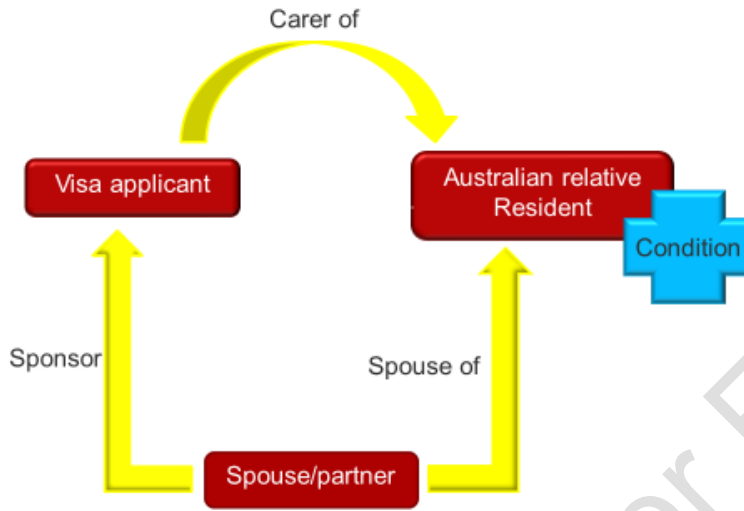 Carer of
Visa applicant
Australian relative
Resident
Condition
Sponsor
Spouse of
Spouse/partner